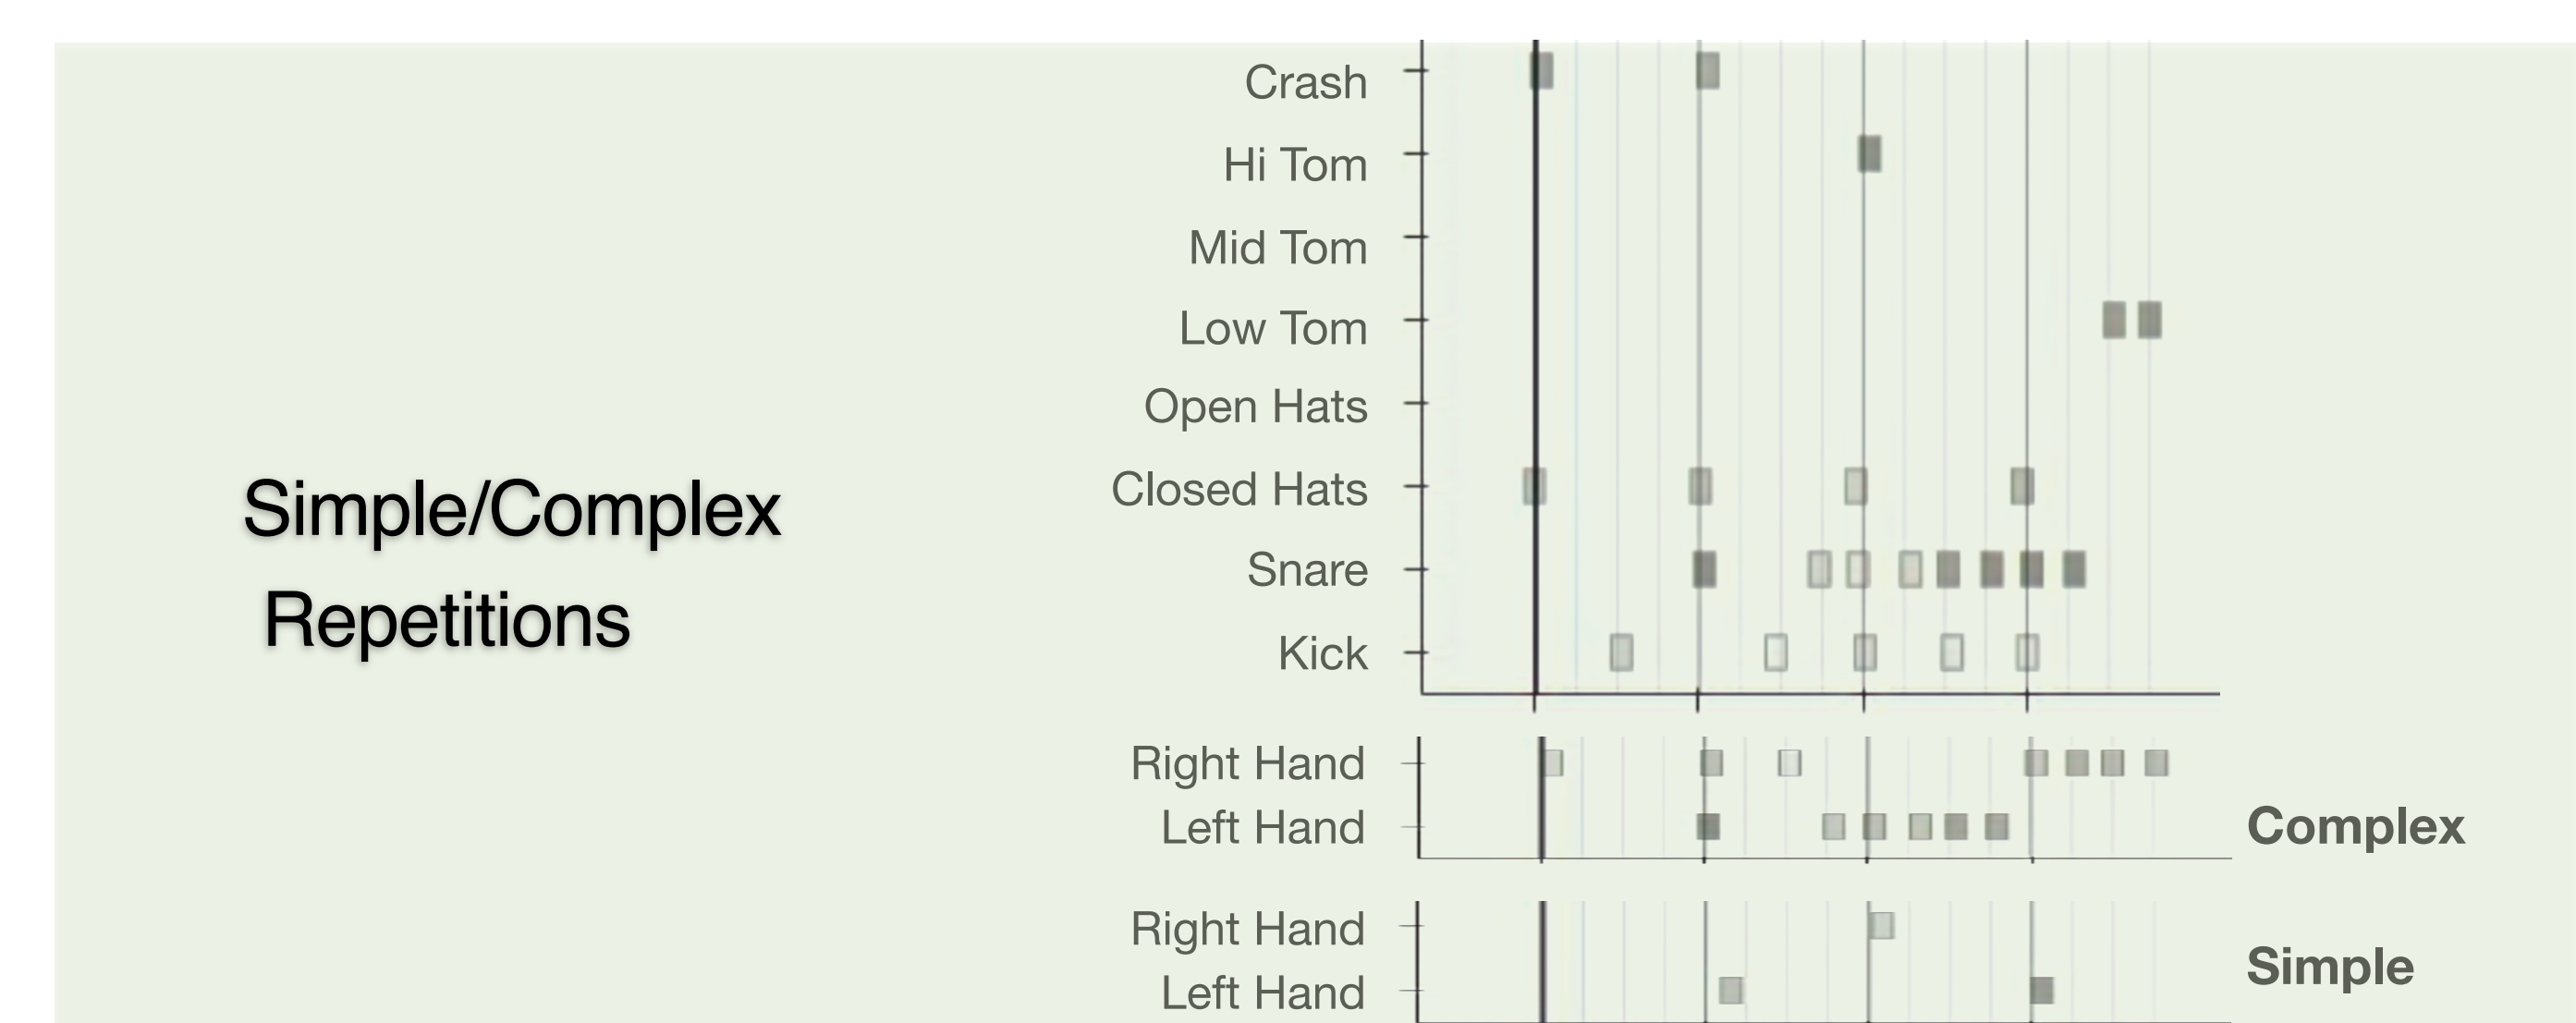 Crash
Hi Tom
Mid Tom
Low Tom
Open Hats
Closed Hats
Snare
Kick
Simple/Complex
Repetitions
Right Hand
Left Hand
Complex
Right Hand
Left Hand
Simple